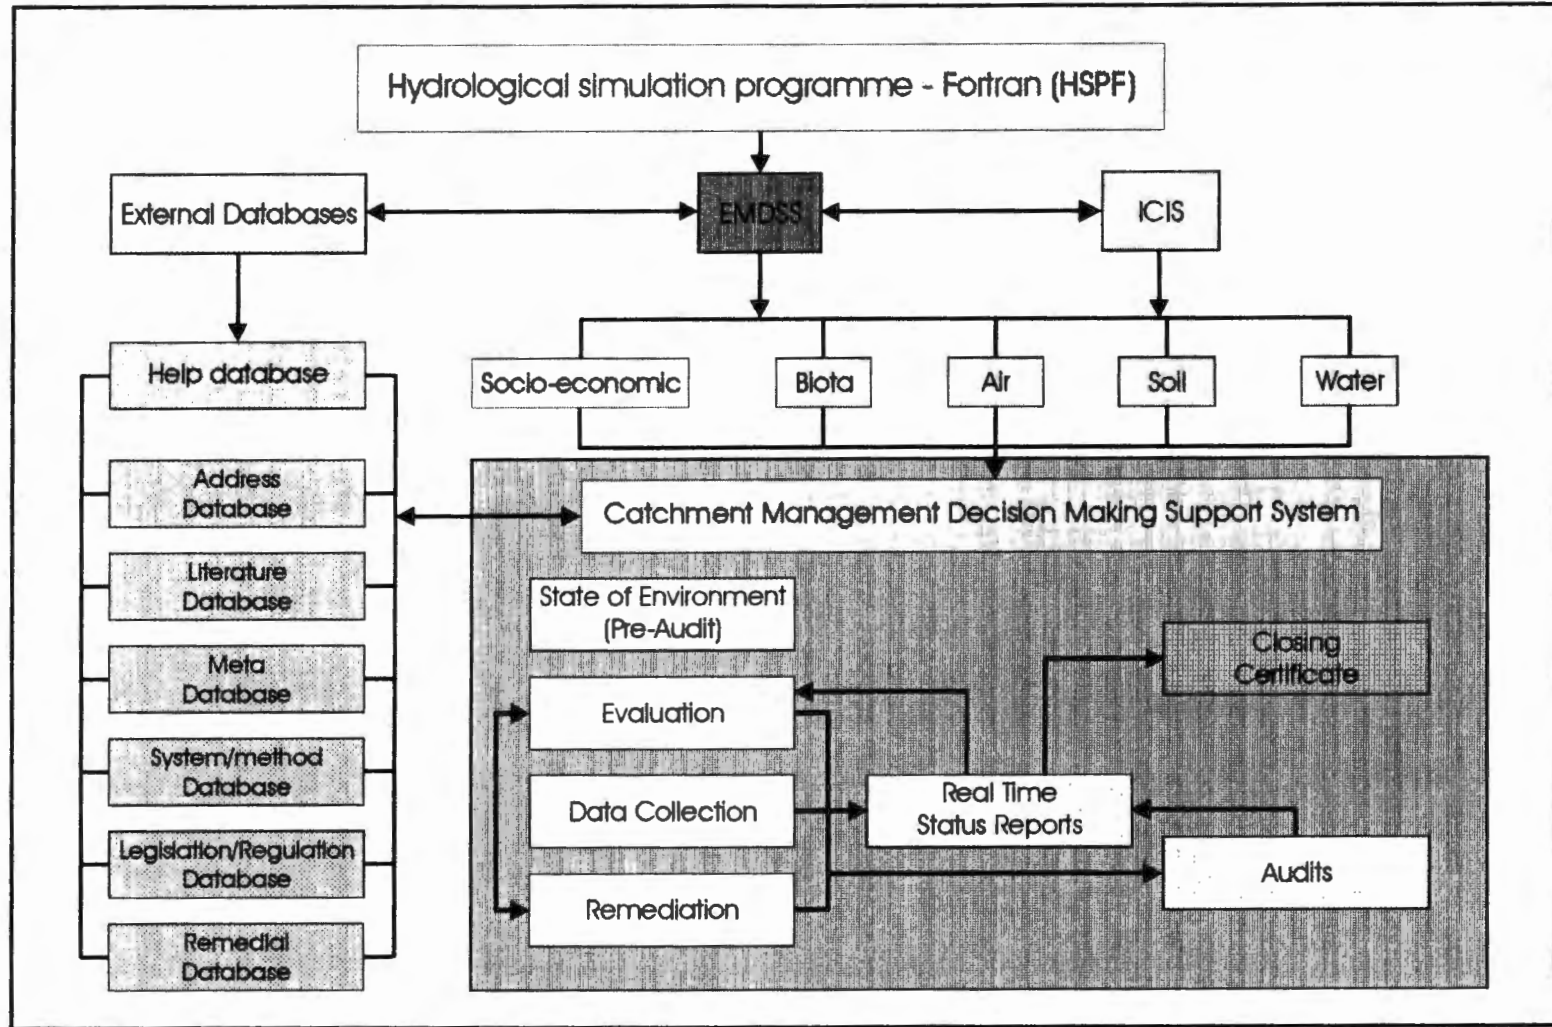 Hydrological simulation programme - Fortran (HSPF)
External Databases
EMDSS
ICIS
Help database
Socio-economic
Biota
Air
Soil
Water
Address
Database
Literature
Database
Meta
Database
System/method
Database
Legislation/Regulation
Database
Remedial
Database
Catchment Management Decision Making Support System
State of Environment
(Pre-Audit)
Evaluation
Data Collection
Remediation
Real Time
Status Reports
Closing
Certificate
Audits